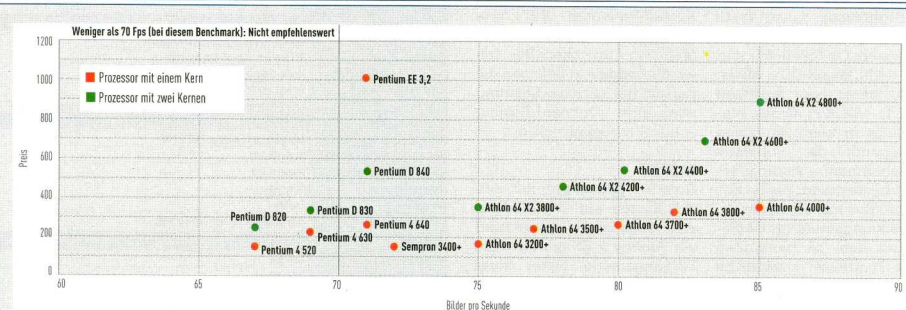 Weniger als 70 Fps (bei diesem Benchmark): Nicht empfehlenswert
1200
1000
800
600
400
200
0
Preis
Prozessor mit einem Kern
Prozessor mit zwei Kernen
Pentium EE 3,2
Athlon 64 X2 4800+
Athlon 64 X2 4600+
Pentium D 840
Athlon 64 X2 4400+
Athlon 64 X2 4200+
Pentium D 820
Pentium D 830
Athlon 64 X2 3800+
Athlon 64 3800+
Athlon 64 4000+
Pentium 4 640
Athlon 64 3500+
Athlon 64 3700+
Pentium 4 630
Pentium 4 520
Sempron 3400+
Athlon 64 3200+
60
65
70
75
80
85
90
Bilder pro Sekunde